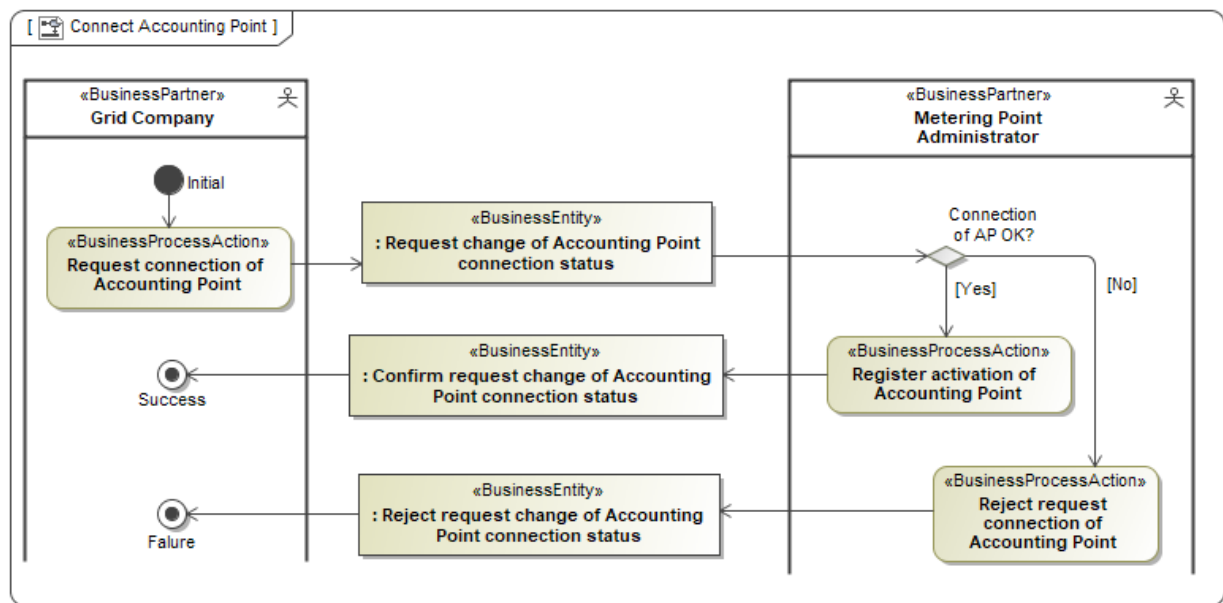 [ Connect Accounting Point ]
«BusinessPartner»
Grid Company
«BusinessPartner»
Metering Point
Administrator
Initial
«BusinessProcessAction»
Request connection of
Accounting Point
«BusinessEntity»
: Request change of Accounting Point
connection status
Connection
of AP OK?
[Yes]
[No]
«BusinessProcessAction»
Register activation of
Accounting Point
«BusinessEntity»
: Confirm request change of Accounting
Point connection status
Success
«BusinessProcessAction»
Reject request
connection of
Accounting Point
«BusinessEntity»
: Reject request change of Accounting
Point connection status
Falure